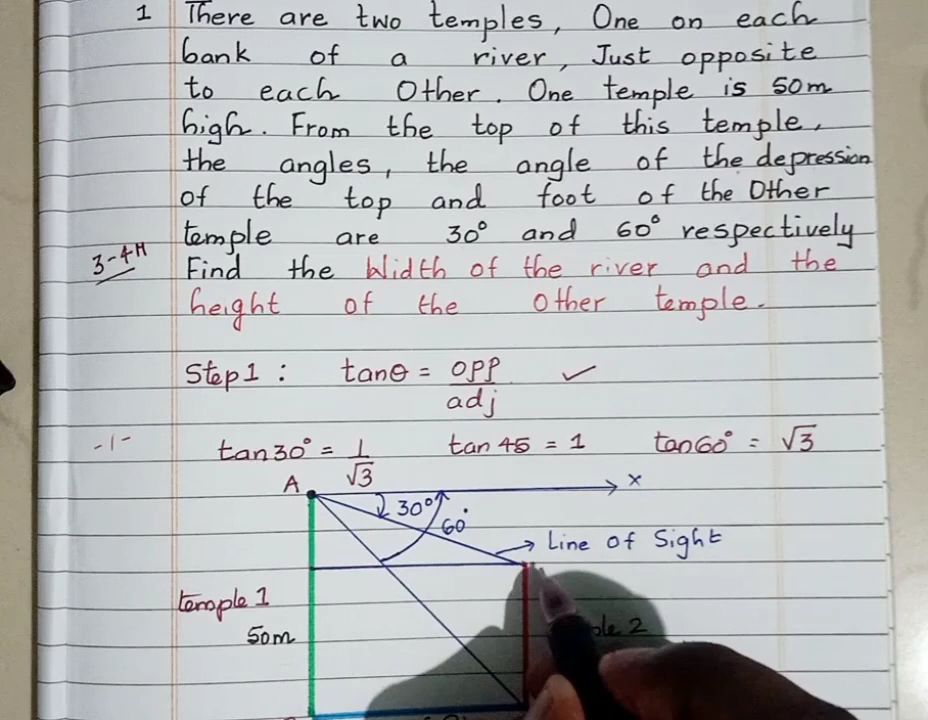 1 There are two temples, One on each
bank of a river, Just opposite
to each Other. One temple is 50m
high. From the top of this temple,
the angles, the angle of the depression
of the top and foot of the Other
temple are 30° and 60° respectively
3-4M
Find the Width of the river and the
height of the Other temple.
Step1 : tanθ = opp/adj ✓
-1- tan30° = 1/√3 tan 45 = 1 tan60° = √3
A x
30°
60°
→ Line of Sight
temple 1
50m
2